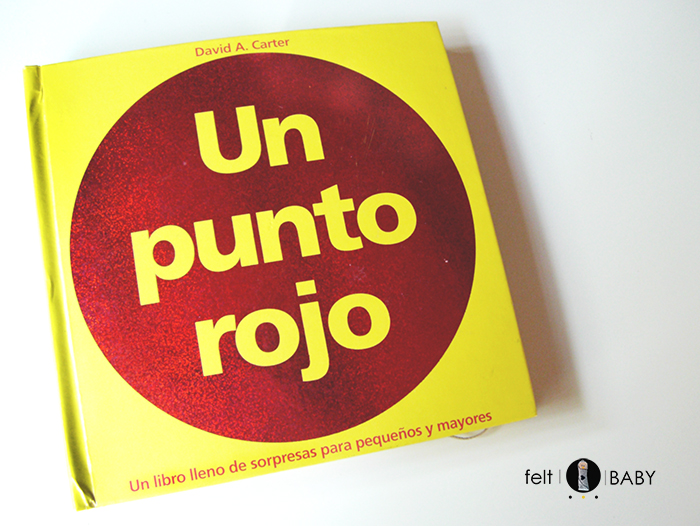 David A. Carter
Un
punto
rojo
Un libro lleno de sorpresas para pequeños y mayores
felt BABY